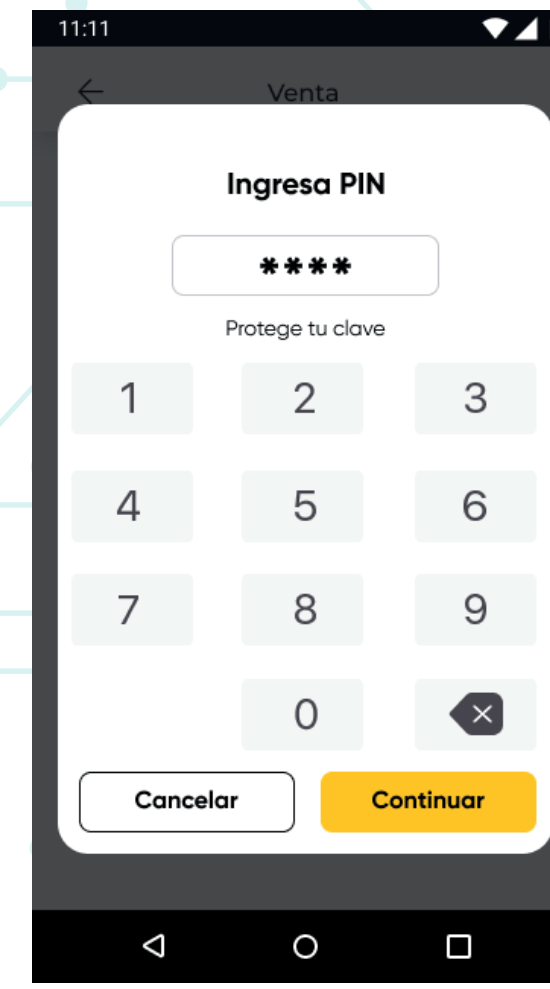 11:11
Venta
Ingresa PIN
****
Protege tu clave
1 2 3
4 5 6
7 8 9
0
Cancelar Continuar